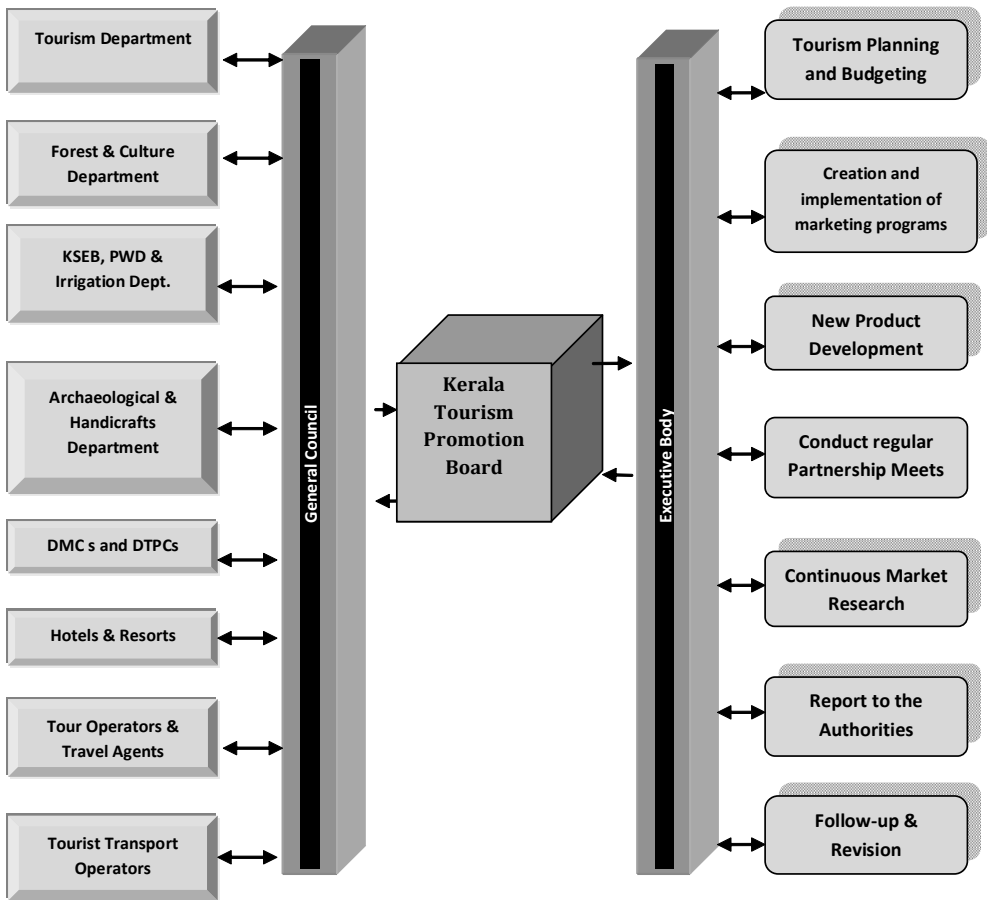 Tourism Department
Forest & Culture
Department
KSEB, PWD &
Irrigation Dept.
Archaeological &
Handicrafts
Department
DMC s and DTPCs
Hotels & Resorts
Tour Operators &
Travel Agents
Tourist Transport
Operators
General Council
Kerala
Tourism
Promotion
Board
Executive Body
Tourism Planning
and Budgeting
Creation and
implementation of
marketing programs
New Product
Development
Conduct regular
Partnership Meets
Continuous Market
Research
Report to the
Authorities
Follow-up &
Revision